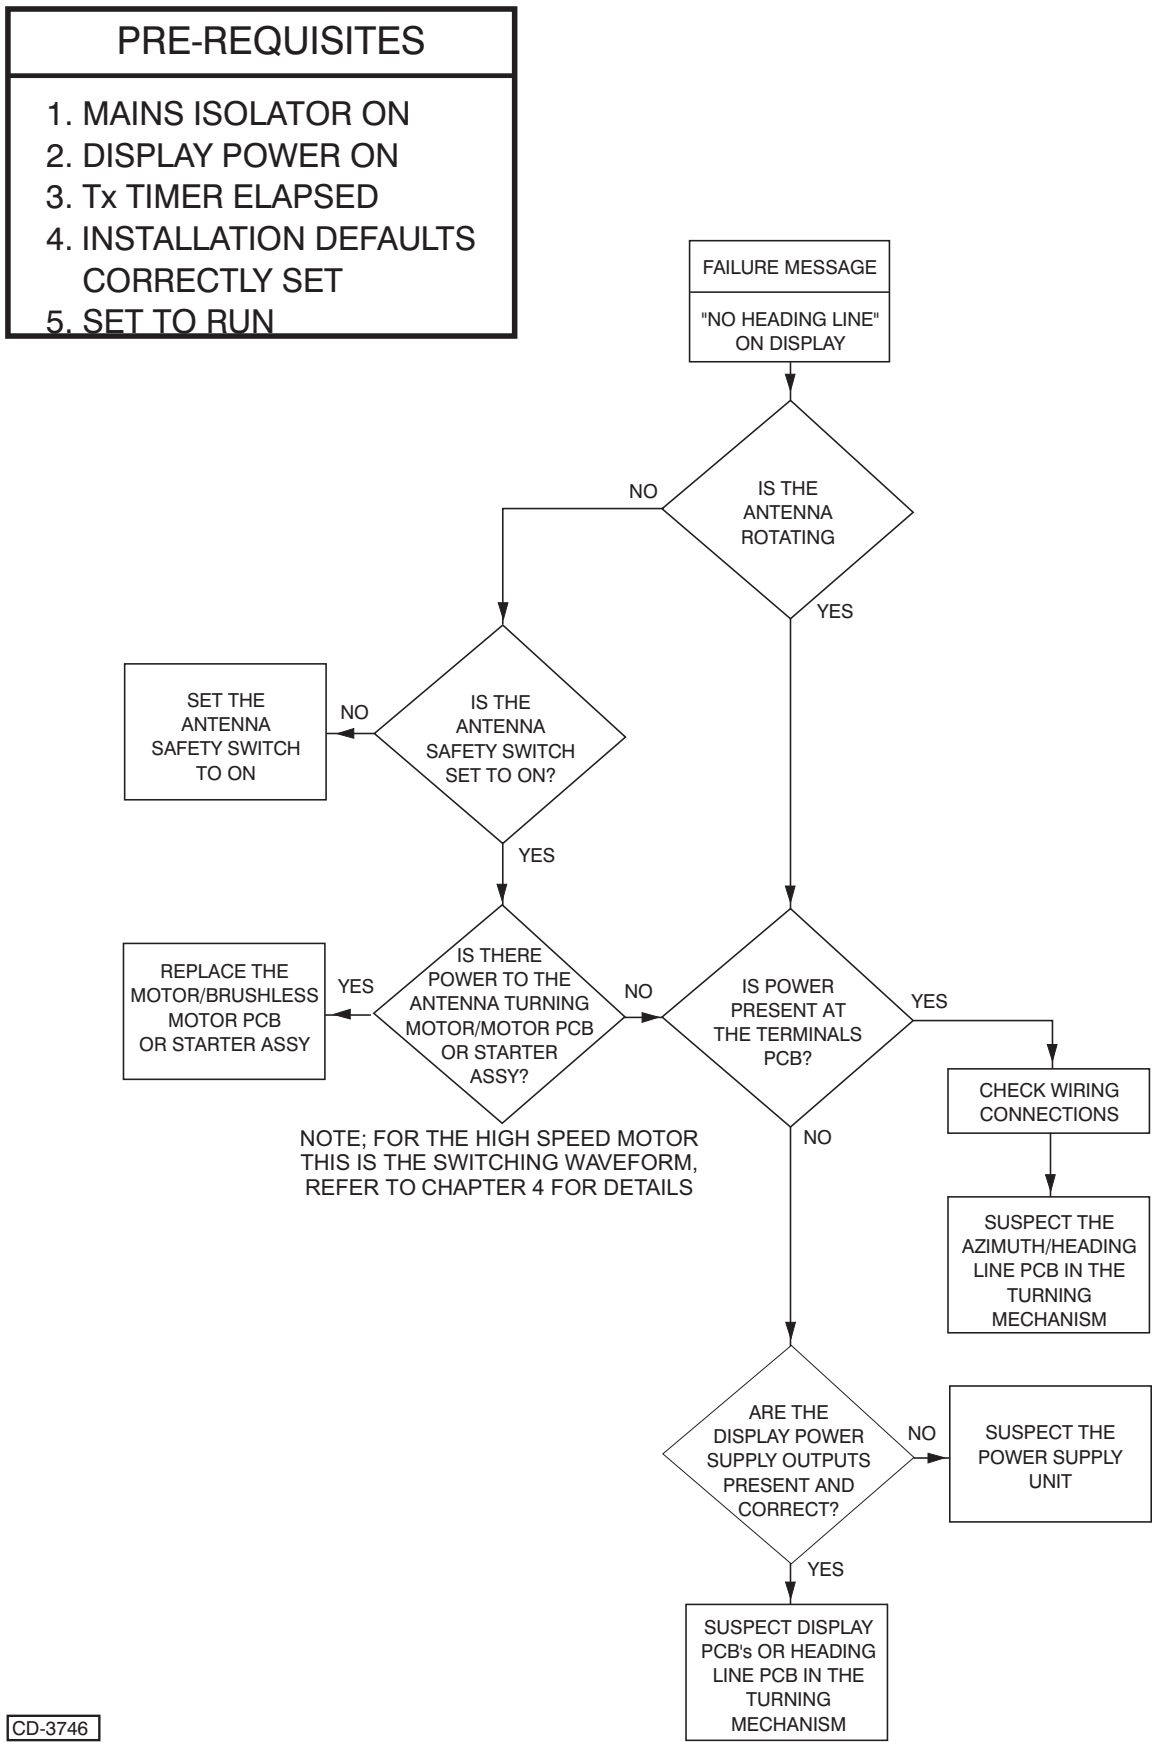 PRE-REQUISITES
1. MAINS ISOLATOR ON
2. DISPLAY POWER ON
3. Tx TIMER ELAPSED
4. INSTALLATION DEFAULTS
CORRECTLY SET
5. SET TO RUN
FAILURE MESSAGE
"NO HEADING LINE"
ON DISPLAY
IS THE
ANTENNA
ROTATING
NO
YES
IS THE
ANTENNA
SAFETY SWITCH
SET TO ON?
NO
SET THE
ANTENNA
SAFETY SWITCH
TO ON
YES
IS THERE
POWER TO THE
ANTENNA TURNING
MOTOR/MOTOR PCB
OR STARTER
ASSY?
YES
REPLACE THE
MOTOR/BRUSHLESS
MOTOR PCB
OR STARTER ASSY
NO
NOTE; FOR THE HIGH SPEED MOTOR
THIS IS THE SWITCHING WAVEFORM,
REFER TO CHAPTER 4 FOR DETAILS
IS POWER
PRESENT AT
THE TERMINALS
PCB?
YES
CHECK WIRING
CONNECTIONS
SUSPECT THE
AZIMUTH/HEADING
LINE PCB IN THE
TURNING
MECHANISM
NO
ARE THE
DISPLAY POWER
SUPPLY OUTPUTS
PRESENT AND
CORRECT?
NO
SUSPECT THE
POWER SUPPLY
UNIT
YES
SUSPECT DISPLAY
PCB's OR HEADING
LINE PCB IN THE
TURNING
MECHANISM
CD-3746